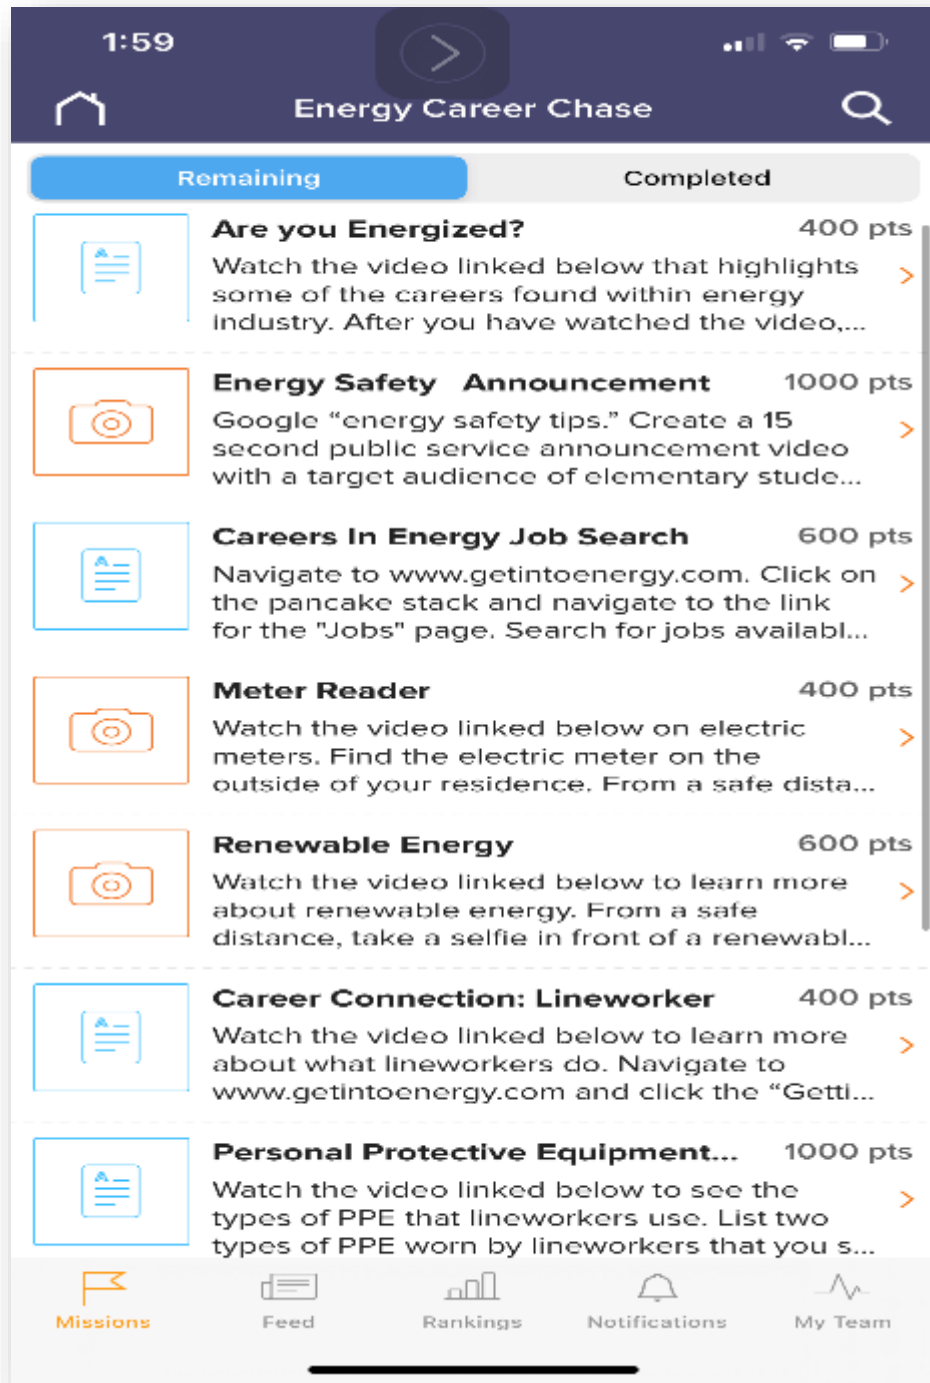 1:59
Energy Career Chase
Remaining
Completed
Are you Energized?
400 pts
Watch the video linked below that highlights
some of the careers found within energy
industry. After you have watched the video,...
Energy Safety Announcement
1000 pts
Google “energy safety tips.” Create a 15
second public service announcement video
with a target audience of elementary stude...
Careers In Energy Job Search
600 pts
Navigate to www.getintoenergy.com. Click on
the pancake stack and navigate to the link
for the "Jobs" page. Search for jobs availabl...
Meter Reader
400 pts
Watch the video linked below on electric
meters. Find the electric meter on the
outside of your residence. From a safe dista...
Renewable Energy
600 pts
Watch the video linked below to learn more
about renewable energy. From a safe
distance, take a selfie in front of a renewabl...
Career Connection: Lineworker
400 pts
Watch the video linked below to learn more
about what lineworkers do. Navigate to
www.getintoenergy.com and click the “Getti...
Personal Protective Equipment...
1000 pts
Watch the video linked below to see the
types of PPE that lineworkers use. List two
types of PPE worn by lineworkers that you s...
Missions
Feed
Rankings
Notifications
My Team